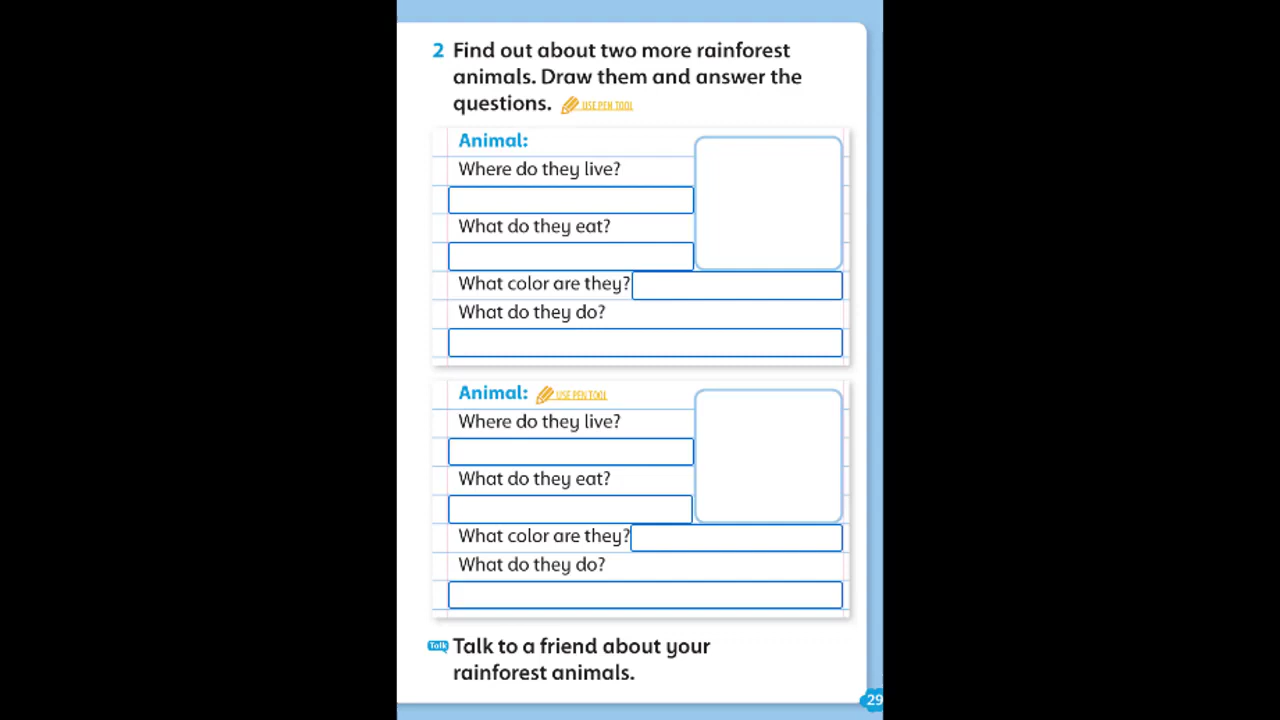 2 Find out about two more rainforest
animals. Draw them and answer the
questions. USE PEN TOOL
Animal:
Where do they live?
What do they eat?
What color are they?
What do they do?
Animal: USE PEN TOOL
Where do they live?
What do they eat?
What color are they?
What do they do?
Talk Talk to a friend about your
rainforest animals.
29